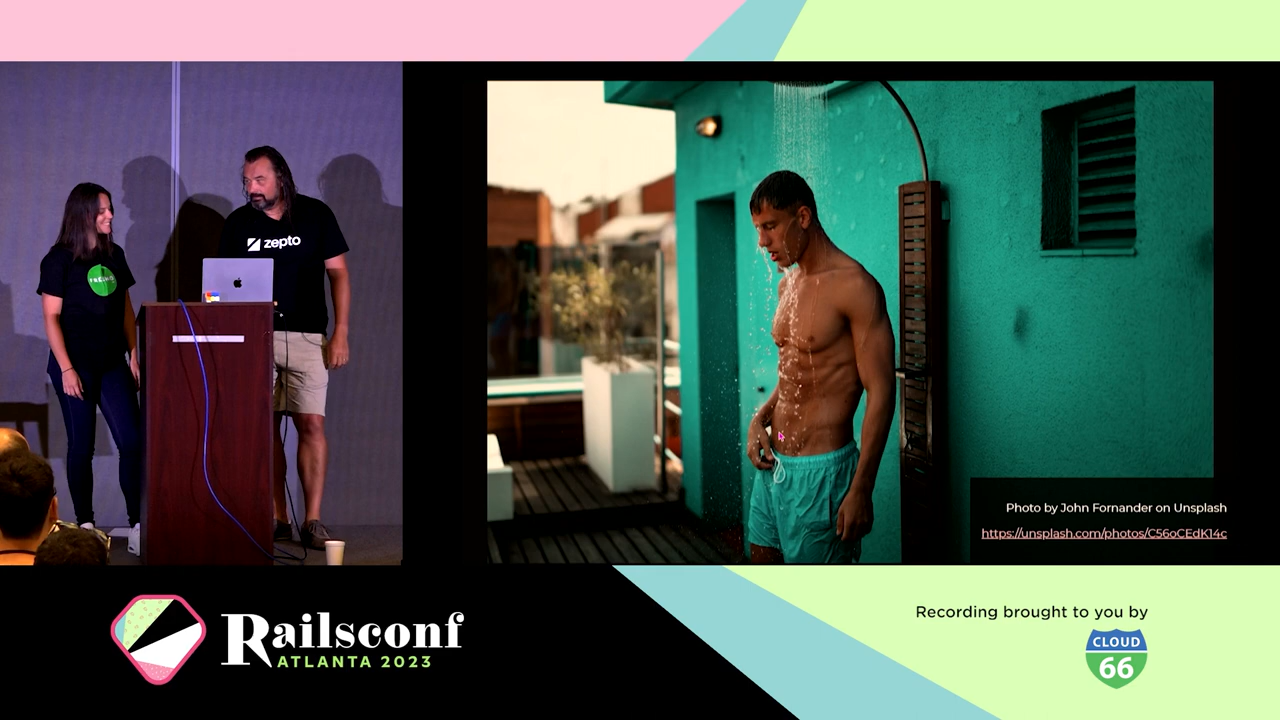 zepto
Photo by John Fornander on Unsplash
https://unsplash.com/photos/C56oCEdK14c
Railsconf
ATLANTA 2023
Recording brought to you by
CLOUD
66